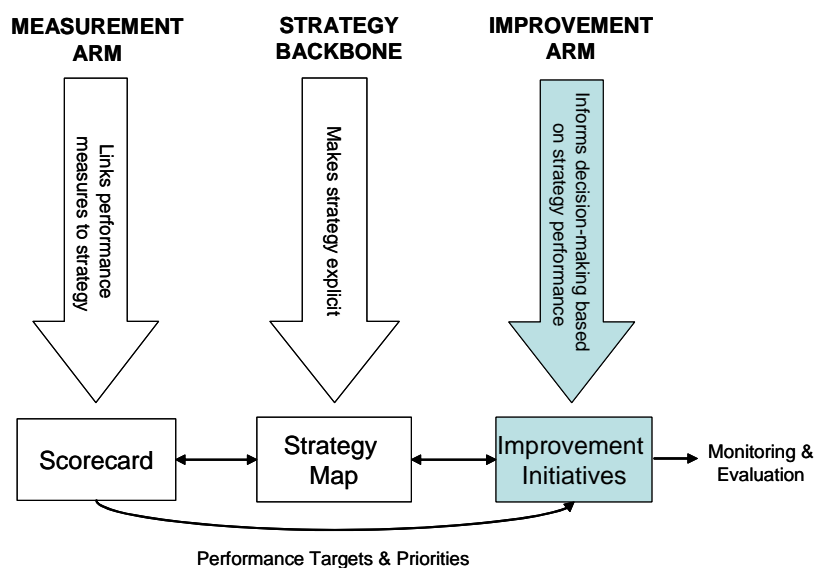 MEASUREMENT
ARM
STRATEGY
BACKBONE
IMPROVEMENT
ARM
Links performance
measures to strategy
Makes strategy explicit
Informs decision-making based
on strategy performance
Scorecard
Strategy
Map
Improvement
Initiatives
Monitoring &
Evaluation
Performance Targets & Priorities